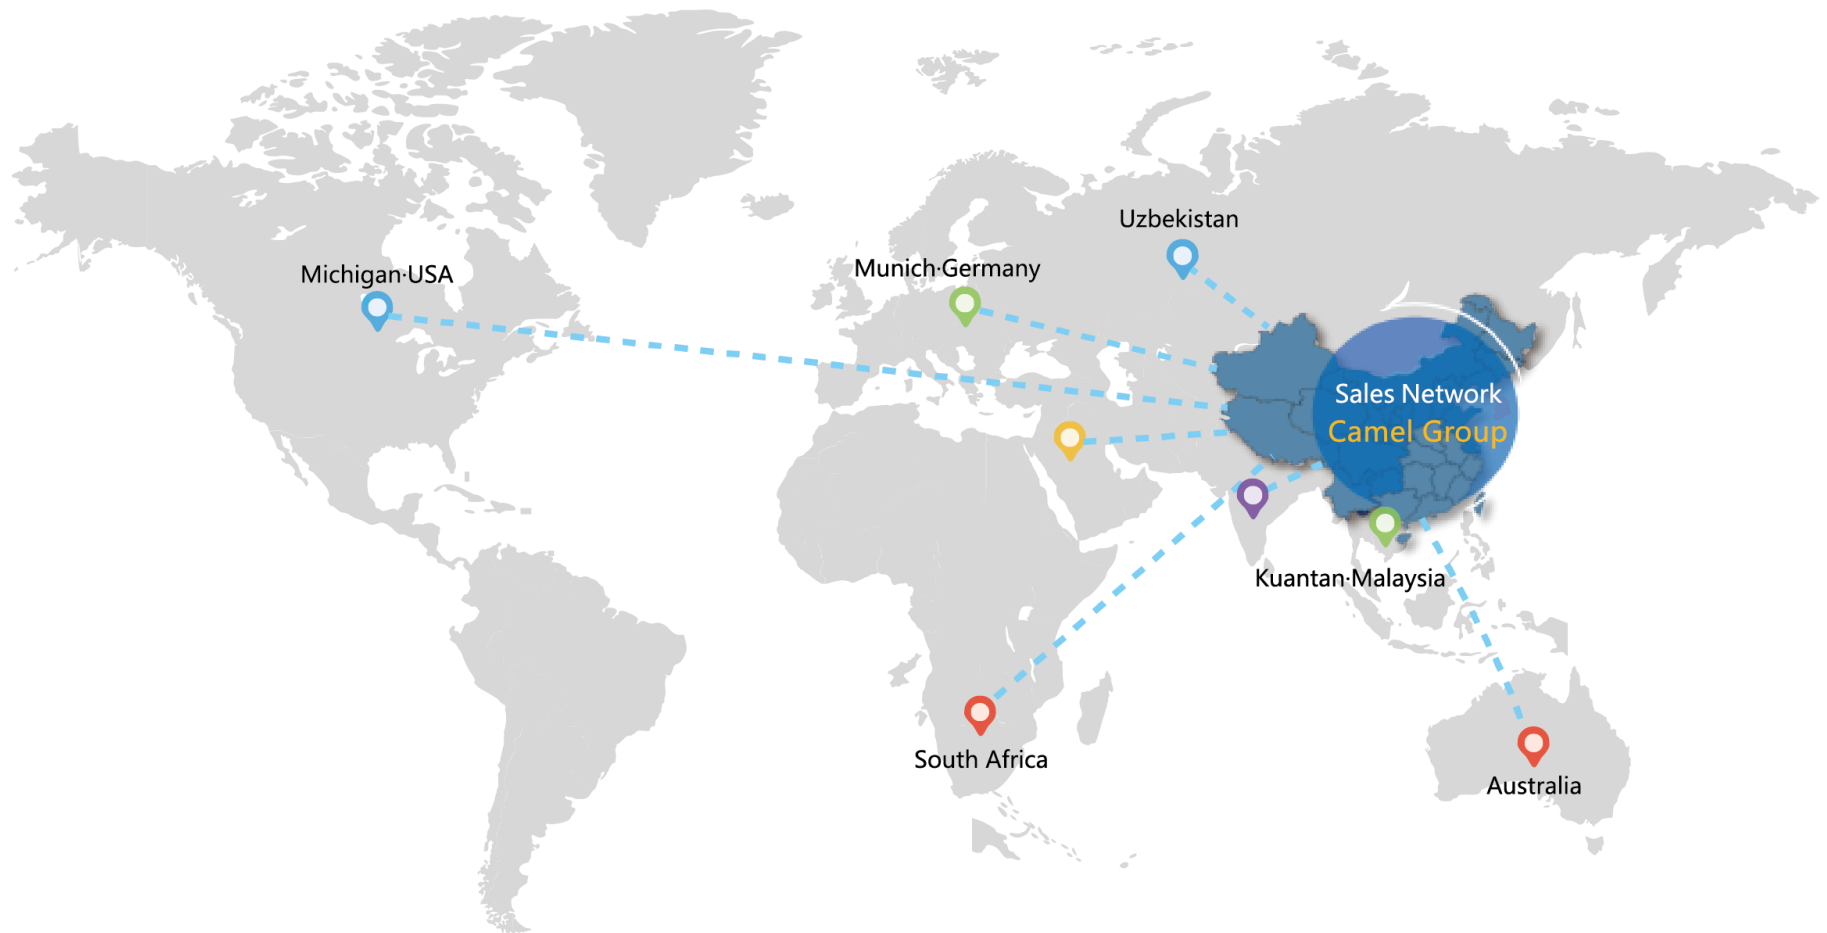 Uzbekistan
Munich·Germany
Michigan·USA
Sales Network
Camel Group
Kuantan·Malaysia
South Africa
Australia